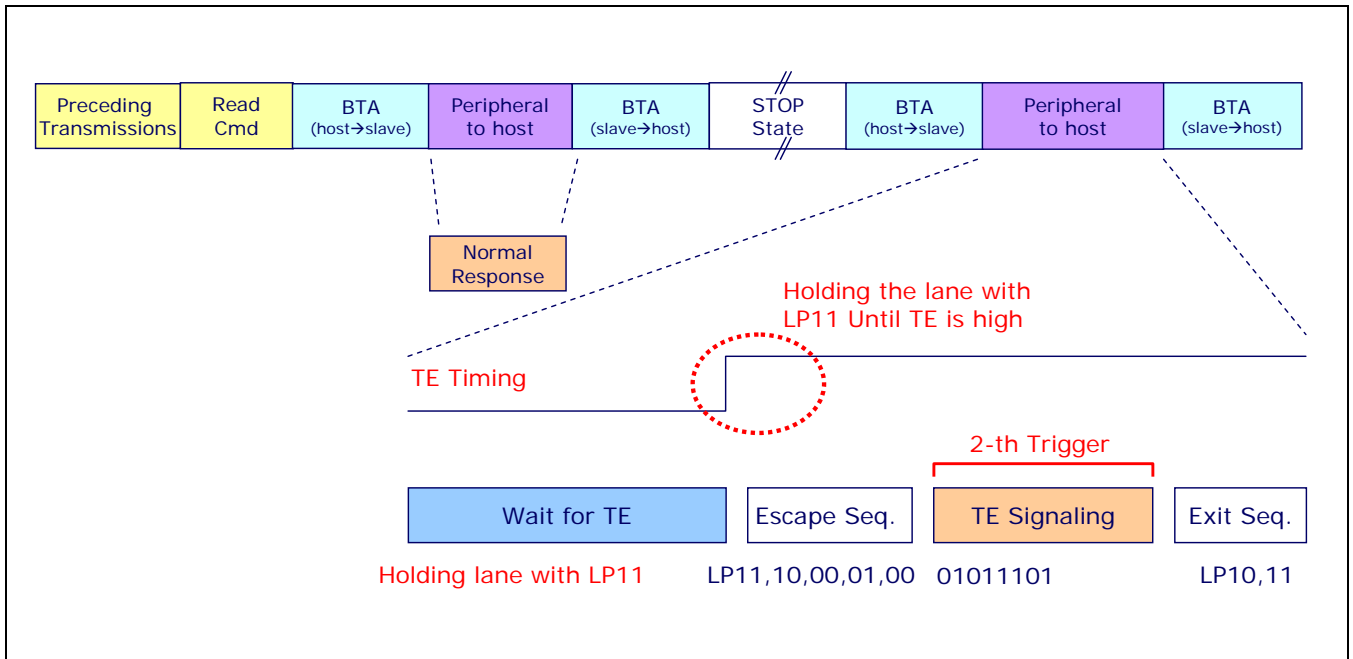 Preceding
Transmissions
Read
Cmd
BTA
(host→slave)
Peripheral
to host
BTA
(slave→host)
STOP
State
BTA
(host→slave)
Peripheral
to host
BTA
(slave→host)
Normal
Response
Holding the lane with
LP11 Until TE is high
TE Timing
2-th Trigger
Wait for TE
Escape Seq.
TE Signaling
Exit Seq.
Holding lane with LP11
LP11,10,00,01,00
01011101
LP10,11